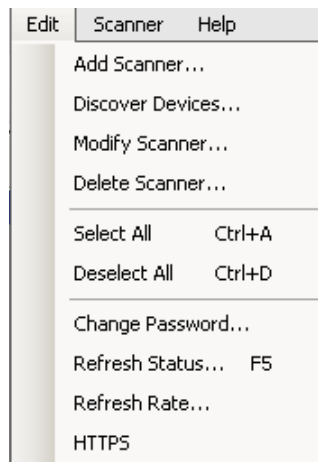 Edit Scanner Help
Add Scanner...
Discover Devices...
Modify Scanner...
Delete Scanner...
Select All Ctrl+A
Deselect All Ctrl+D
Change Password...
Refresh Status... F5
Refresh Rate...
HTTPS